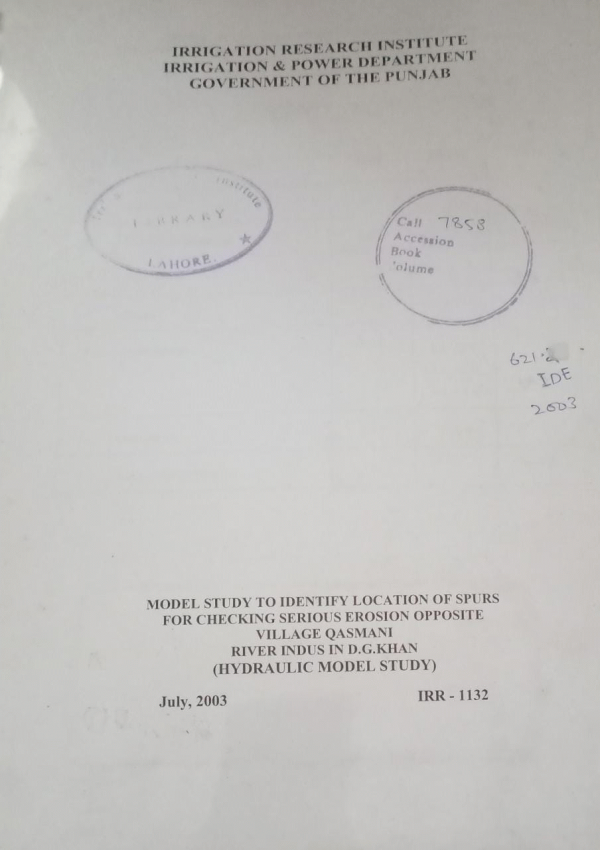 IRRIGATION RESEARCH INSTITUTE
IRRIGATION & POWER DEPARTMENT
GOVERNMENT OF THE PUNJAB
Institute
LIBRARY
LAHORE.
Call 7858
Accession
Book
Volume
621.
IDE
2003
MODEL STUDY TO IDENTIFY LOCATION OF SPURS
FOR CHECKING SERIOUS EROSION OPPOSITE
VILLAGE QASMANI
RIVER INDUS IN D.G.KHAN
(HYDRAULIC MODEL STUDY)
July, 2003 IRR - 1132